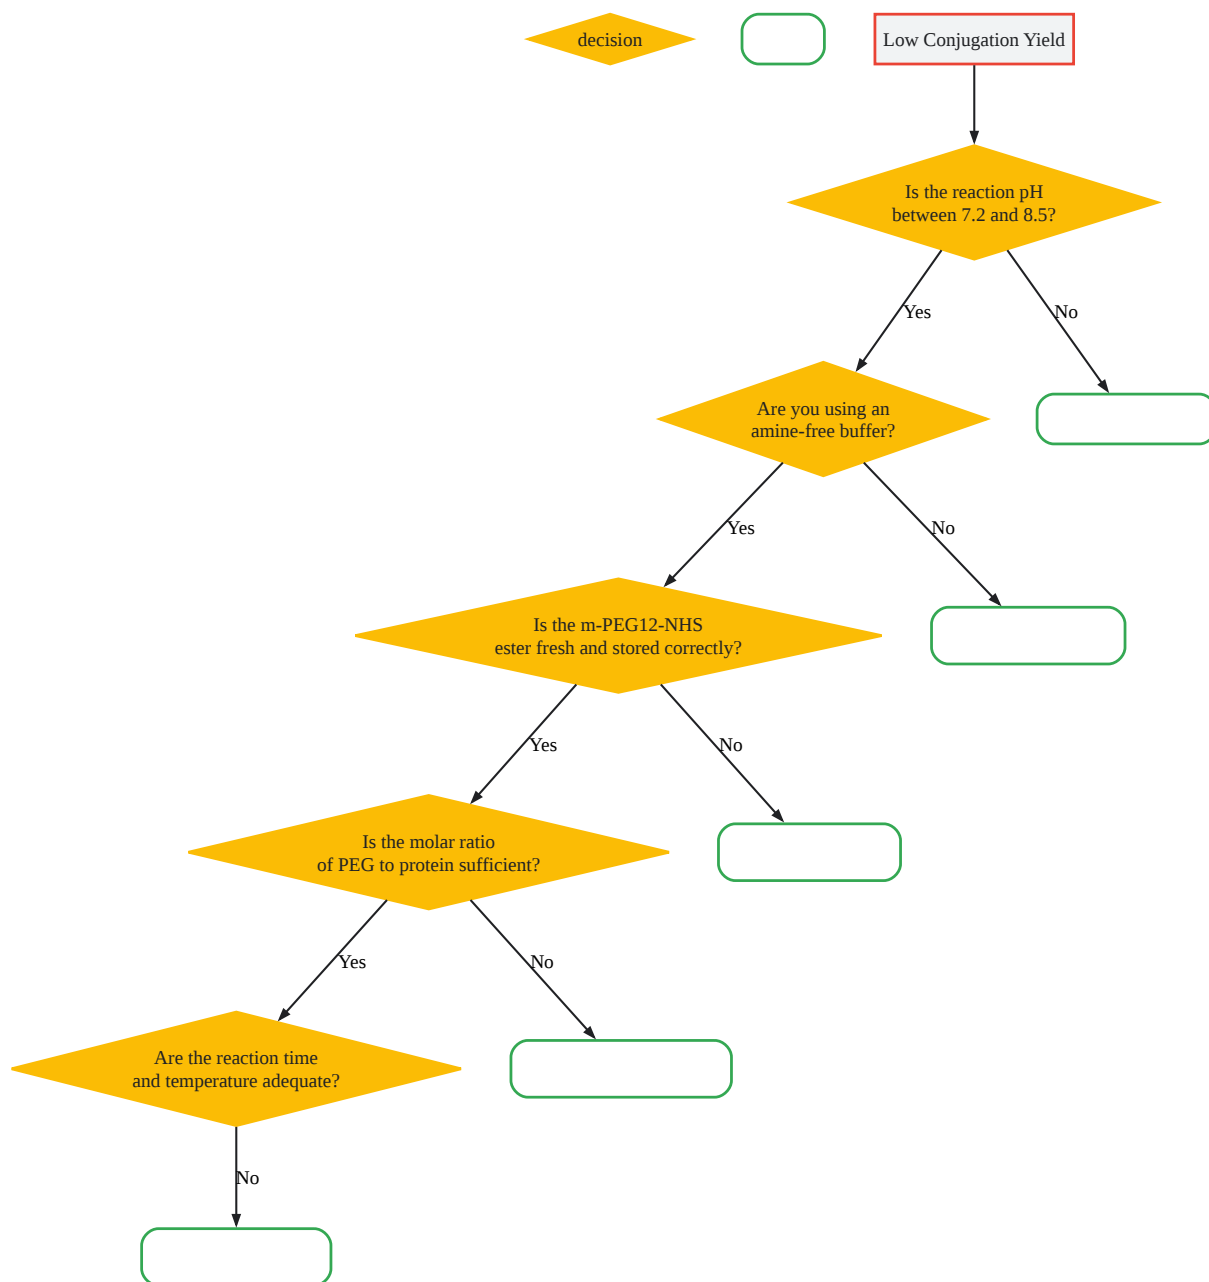 decision
Low Conjugation Yield
Is the reaction pH
between 7.2 and 8.5?
Yes
No
Are you using an
amine-free buffer?
Yes
No
Is the m-PEG12-NHS
ester fresh and stored correctly?
Yes
No
Is the molar ratio
of PEG to protein sufficient?
Yes
No
Are the reaction time
and temperature adequate?
No